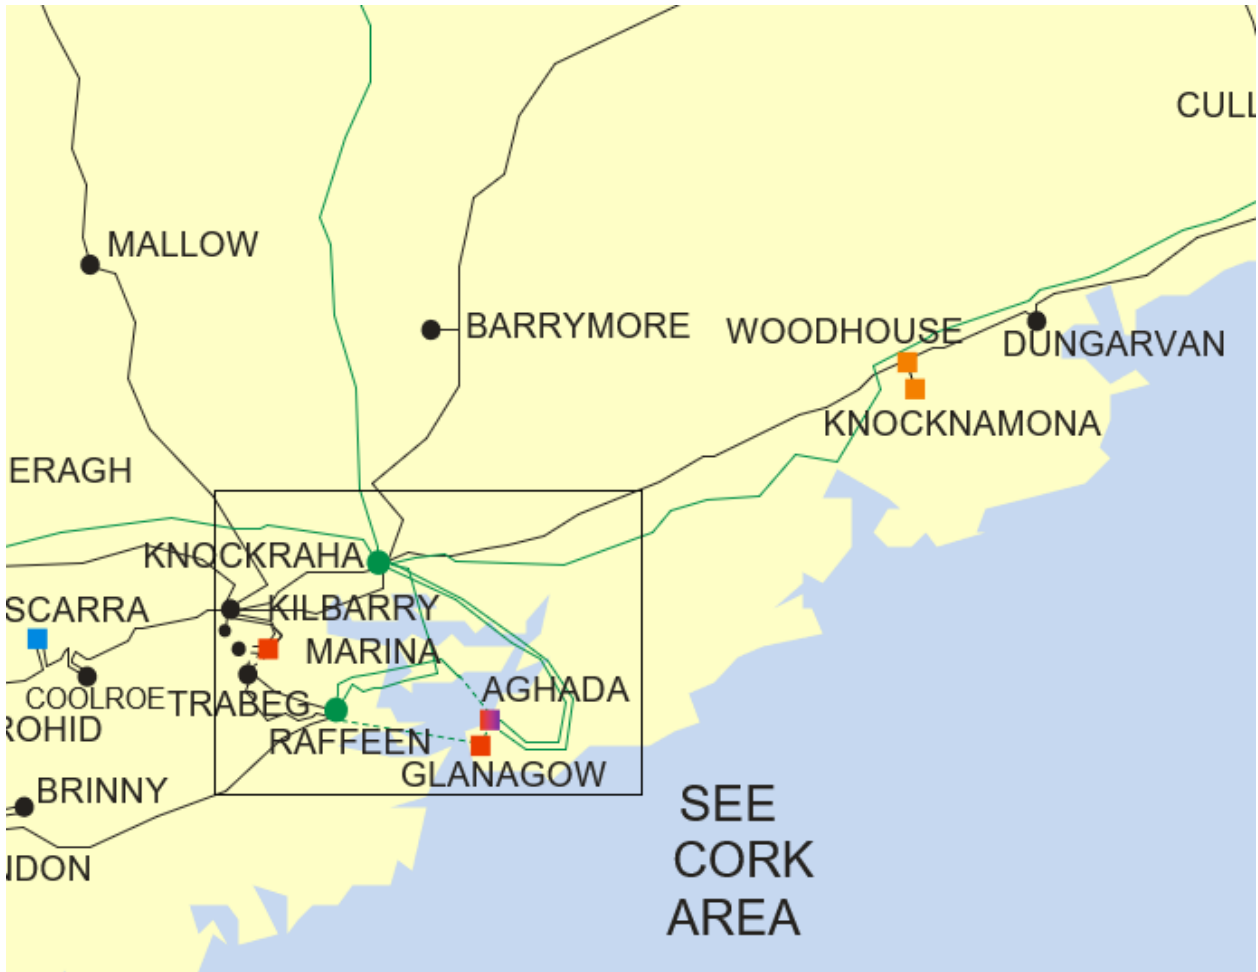 CULL
MALLOW
BARRYMORE
WOODHOUSE
DUNGARVAN
KNOCKNAMONA
ERAGH
KNOCKRAHA
SCARRA
KILBARRY
MARINA
COOLROE
TRABEG
AGHADA
ROHID
RAFFEEN
GLANAGOW
BRINNY
SEE
CORK
AREA
NDON